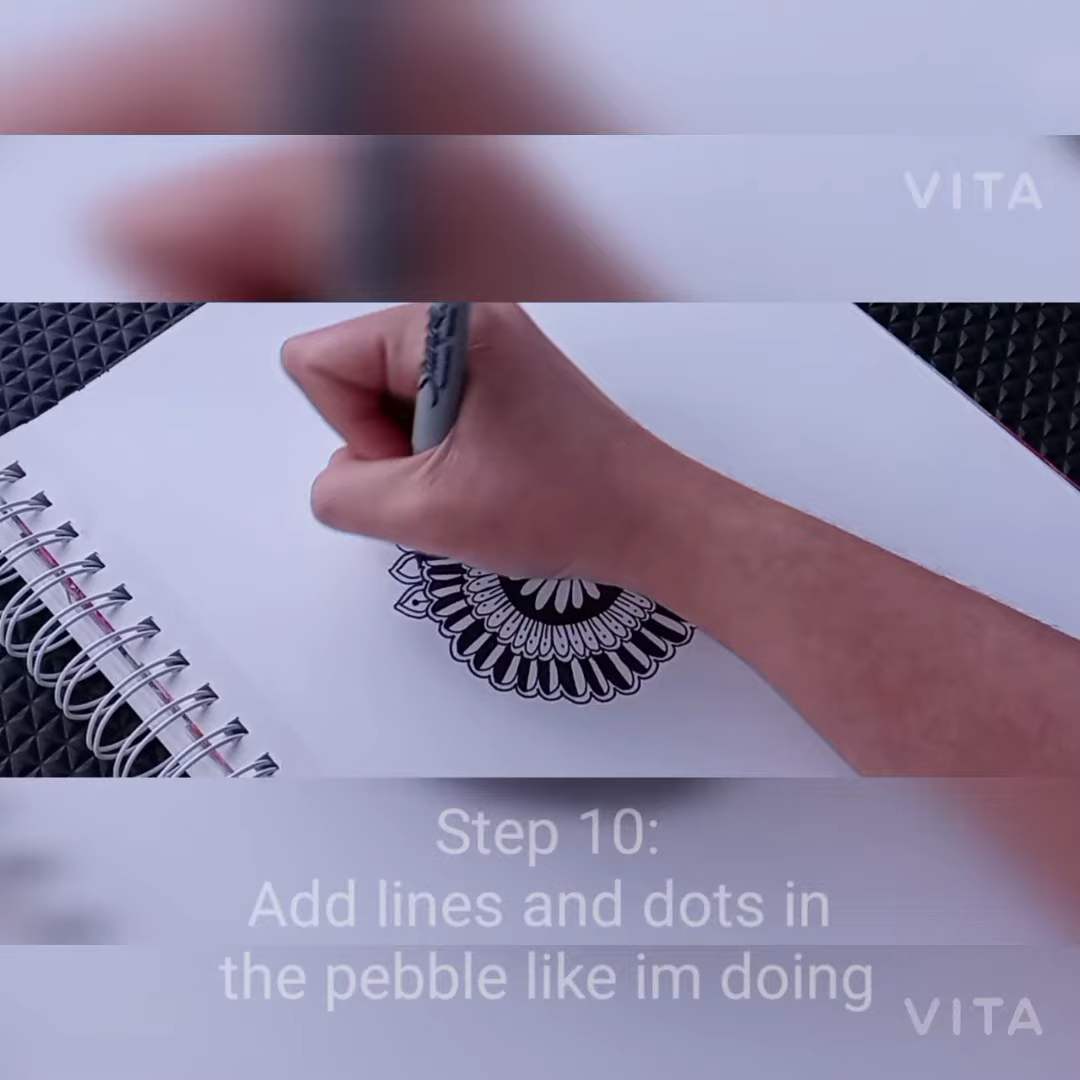 VITA
Step 10:
Add lines and dots in
the pebble like im doing
VITA